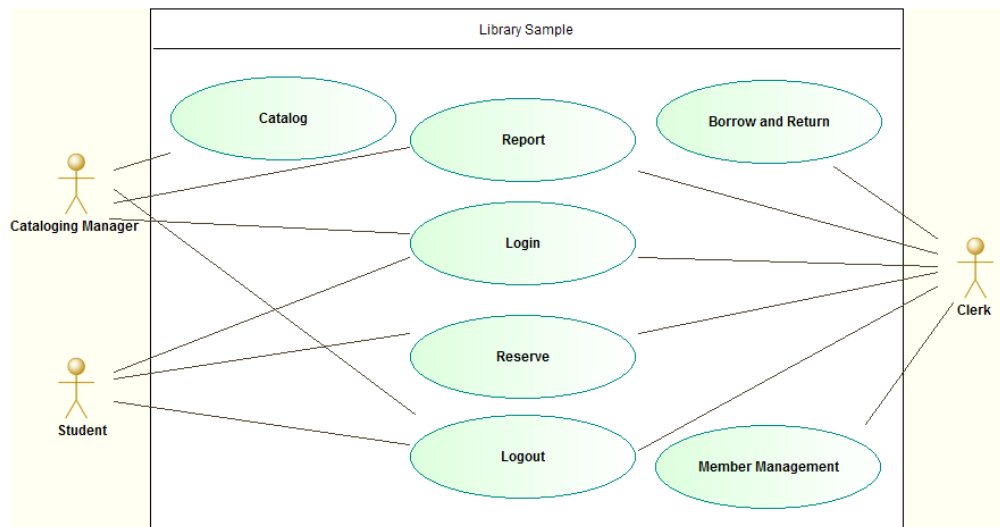 Library Sample
Catalog
Report
Borrow and Return
Cataloging Manager
Login
Clerk
Reserve
Student
Logout
Member Management